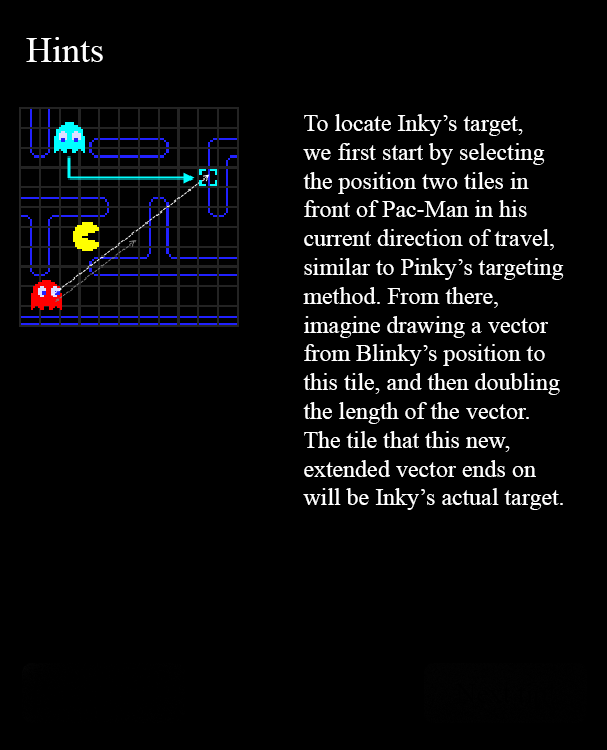 Hints
To locate Inky’s target,
we first start by selecting
the position two tiles in
front of Pac-Man in his
current direction of travel,
similar to Pinky’s targeting
method. From there,
imagine drawing a vector
from Blinky’s position to
this tile, and then doubling
the length of the vector.
The tile that this new,
extended vector ends on
will be Inky’s actual target.